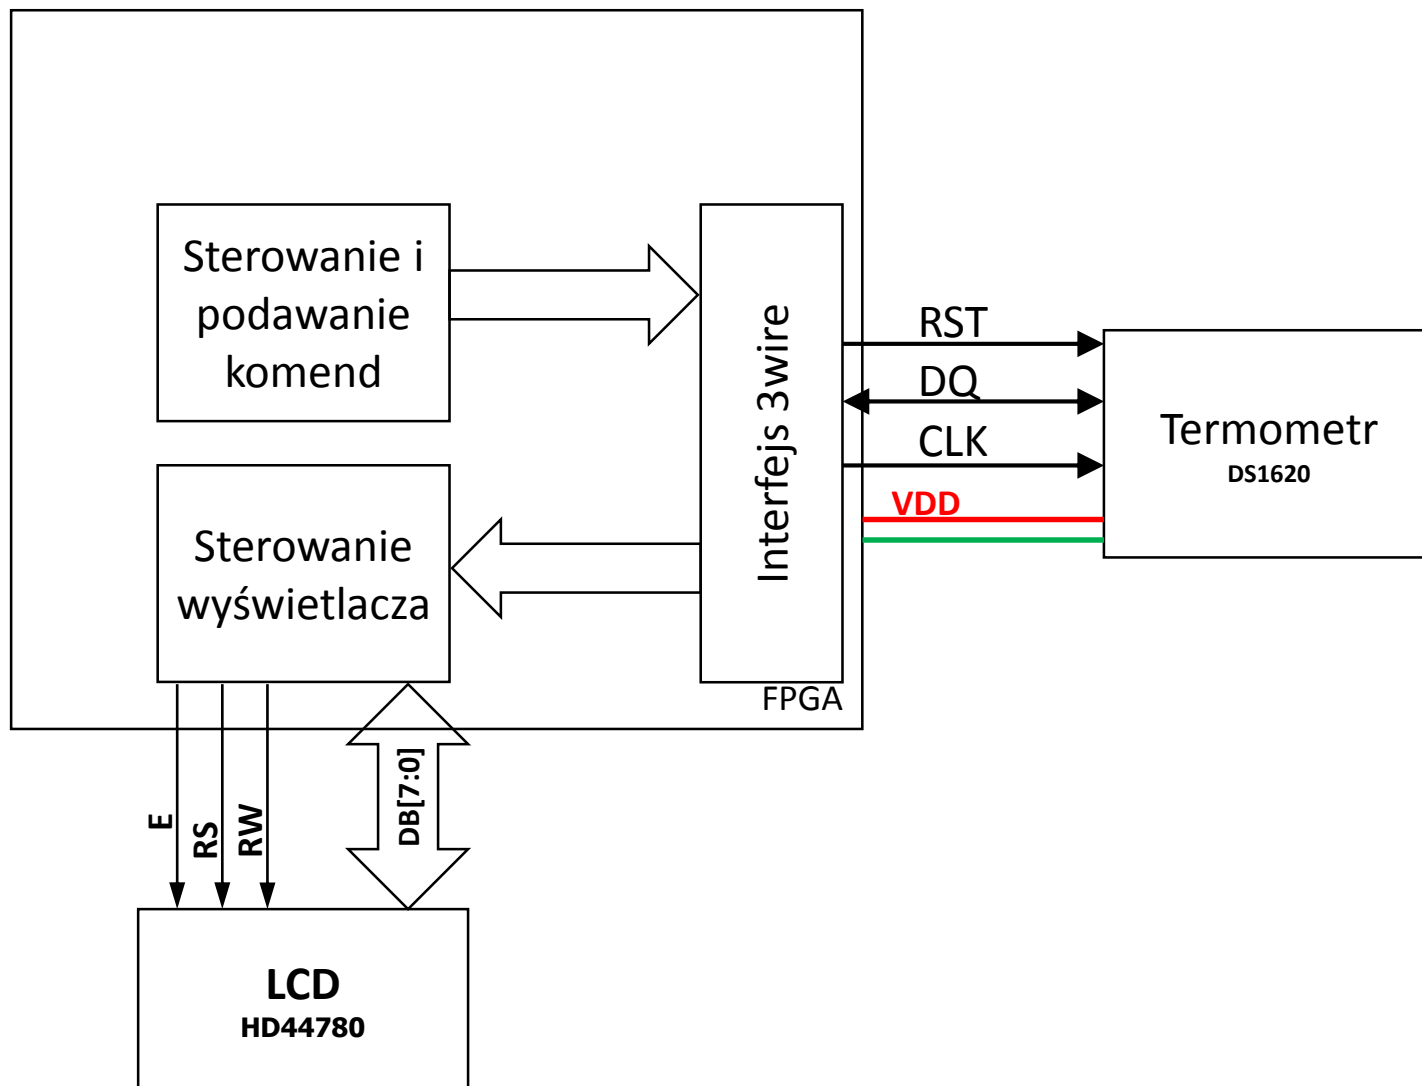 Sterowanie i
podawanie
komend
Interfejs 3wire
RST
DQ
CLK
VDD
Termometr
DS1620
Sterowanie
wyświetlacza
FPGA
E
RS
RW
DB[7:0]
LCD
HD44780